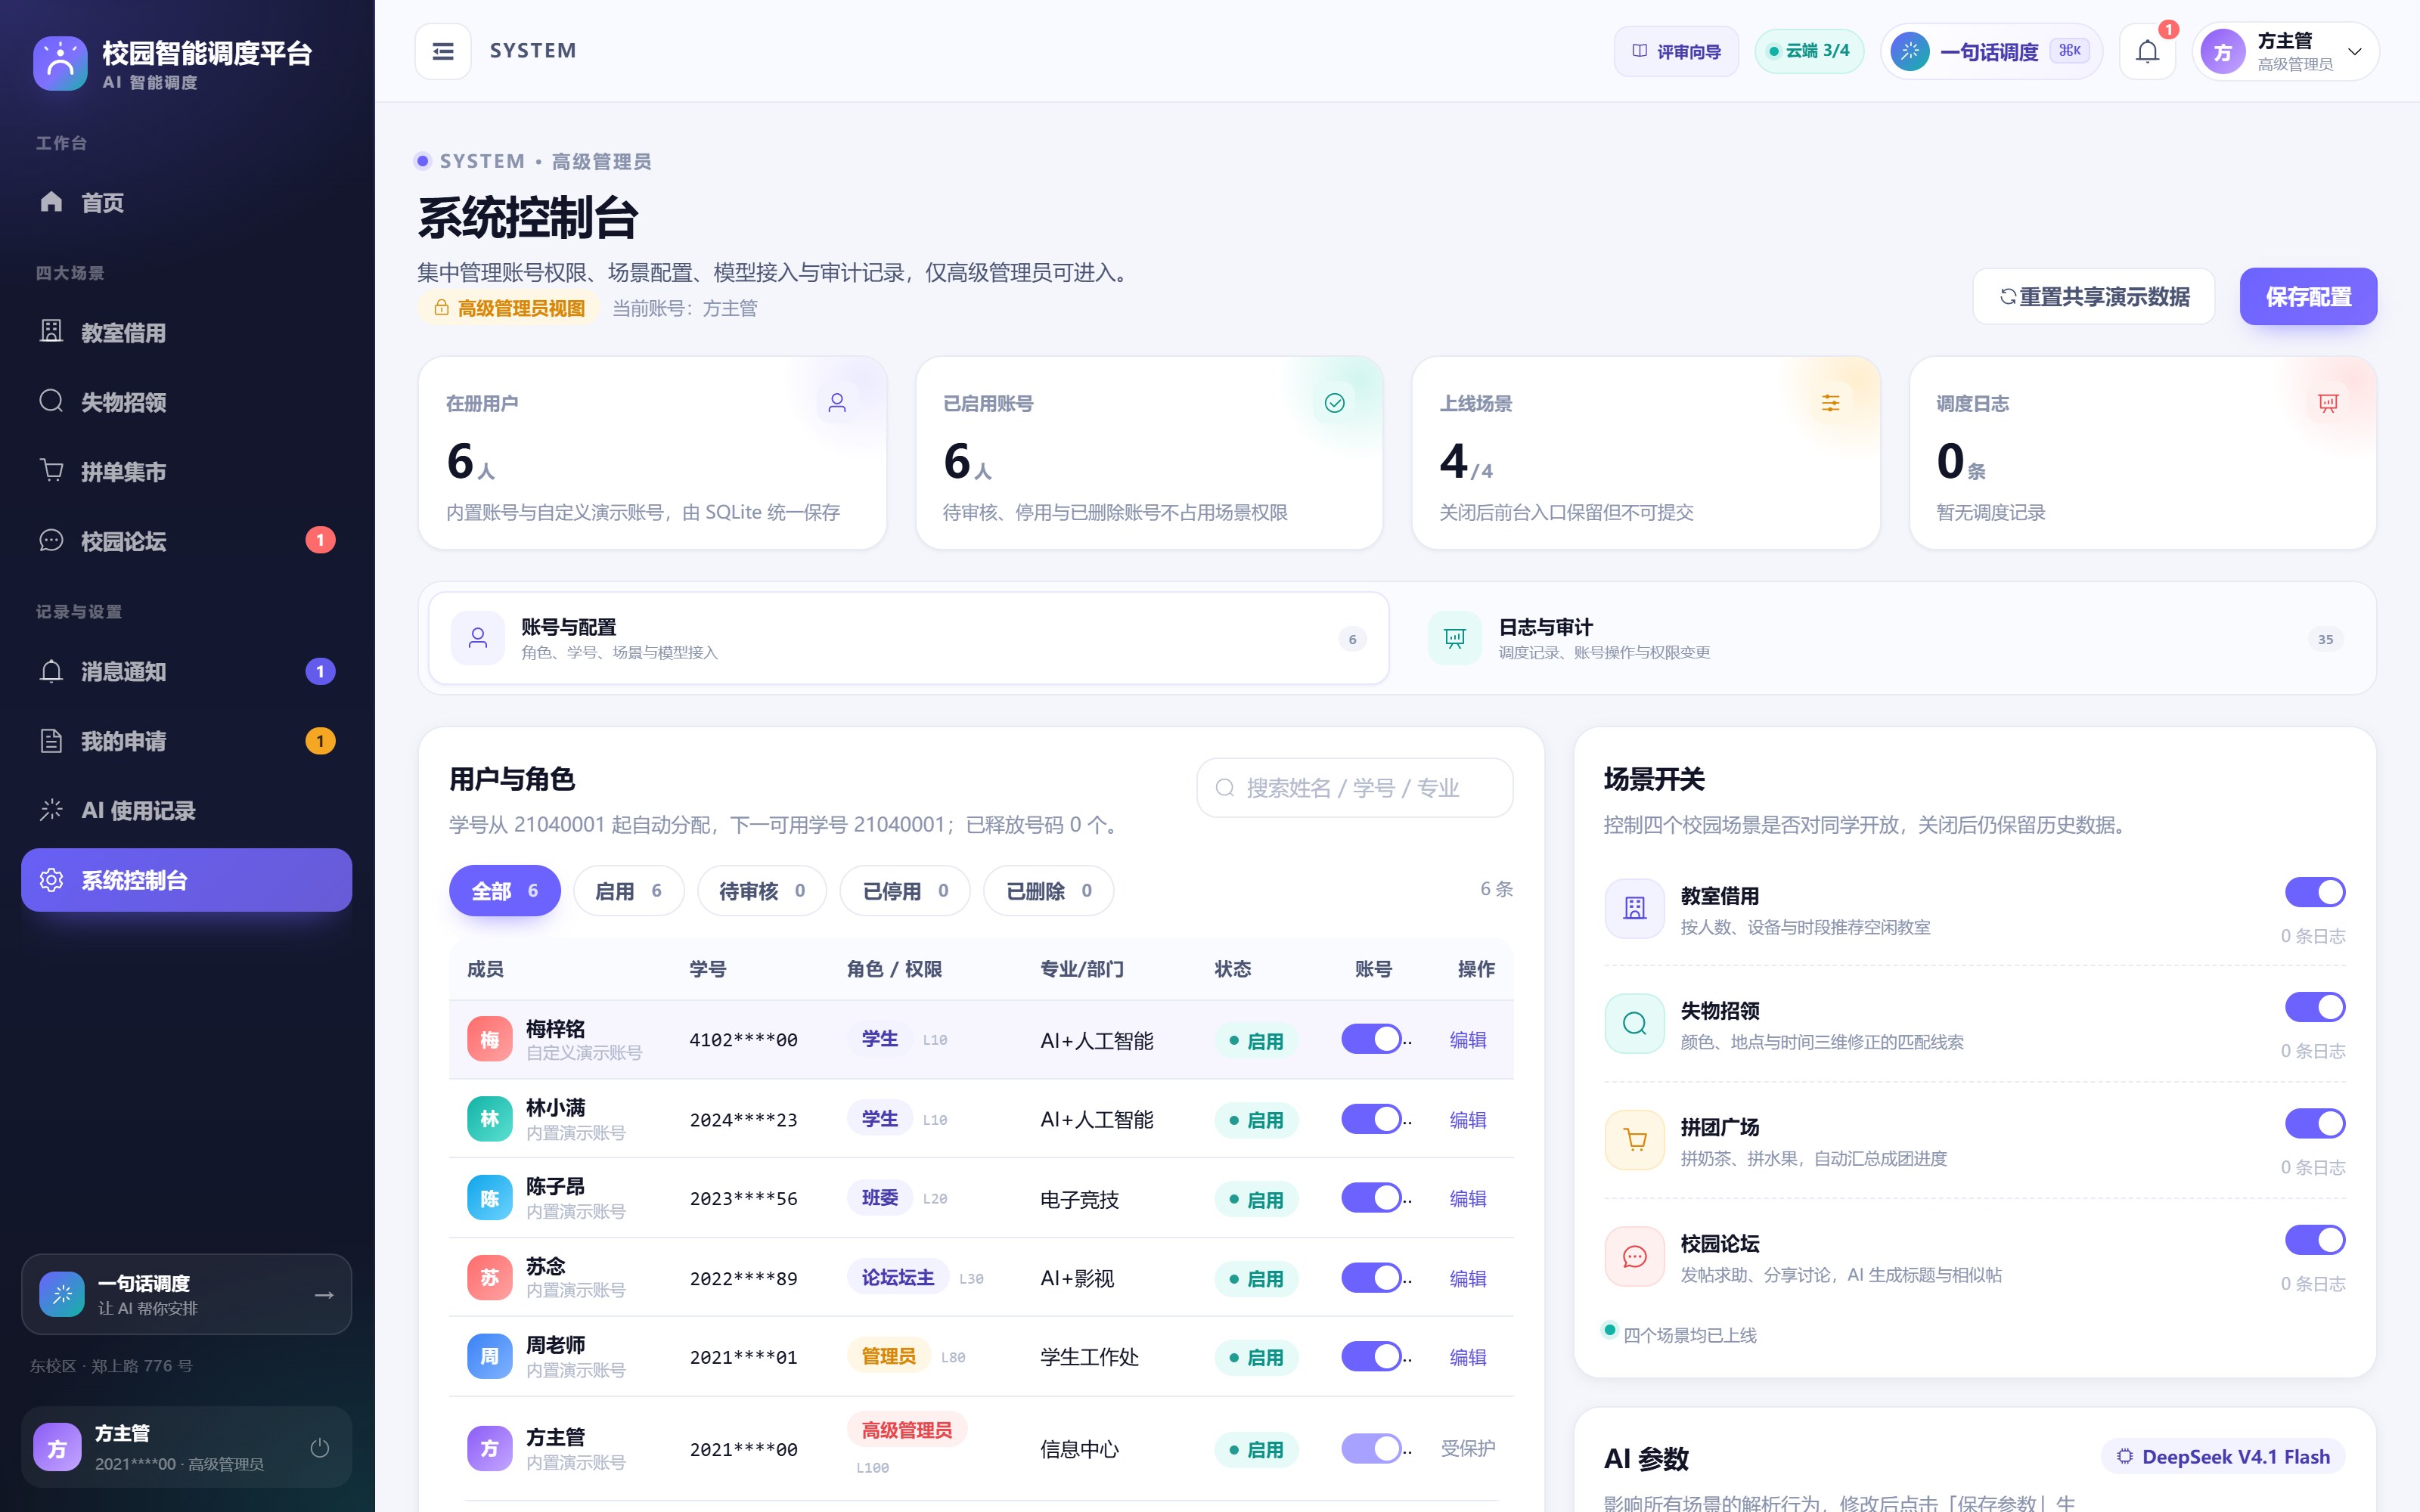 校园智能调度平台
AI 智能调度
工作台
首页
四大场景
教室借用
失物招领
拼单集市
校园论坛 1
记录与设置
消息通知 1
我的申请 1
AI 使用记录
系统控制台
一句话调度
让 AI 帮你安排 →
东校区 · 郑上路 776 号
方
方主管
2021****00 · 高级管理员
SYSTEM
评审向导
云端 3/4
一句话调度 ⌘K
1
方
方主管
高级管理员
SYSTEM • 高级管理员
系统控制台
集中管理账号权限、场景配置、模型接入与审计记录，仅高级管理员可进入。
高级管理员视图 当前账号：方主管
重置共享演示数据
保存配置
在册用户
6人
内置账号与自定义演示账号，由 SQLite 统一保存
已启用账号
6人
待审核、停用与已删除账号不占用场景权限
上线场景
4/4
关闭后前台入口保留但不可提交
调度日志
0条
暂无调度记录
账号与配置
角色、学号、场景与模型接入
6
日志与审计
调度记录、账号操作与权限变更
35
用户与角色
学号从 21040001 起自动分配，下一可用学号 21040001；已释放号码 0 个。
搜索姓名 / 学号 / 专业
全部 6 启用 6 待审核 0 已停用 0 已删除 0 6 条
成员 学号 角色 / 权限 专业/部门 状态 账号 操作
梅 梅梓铭 4102****00 学生 L10 AI+人工智能 启用 .. 编辑
自定义演示账号
林 林小满 2024****23 学生 L10 AI+人工智能 启用 .. 编辑
内置演示账号
陈 陈子昂 2023****56 班委 L20 电子竞技 启用 .. 编辑
内置演示账号
苏 苏念 2022****89 论坛坛主 L30 AI+影视 启用 .. 编辑
内置演示账号
周 周老师 2021****01 管理员 L80 学生工作处 启用 .. 编辑
内置演示账号
方 方主管 2021****00 高级管理员 L100 信息中心 启用 .. 受保护
内置演示账号
场景开关
控制四个校园场景是否对同学开放，关闭后仍保留历史数据。
教室借用
按人数、设备与时段推荐空闲教室
0 条日志
失物招领
颜色、地点与时间三维修正的匹配线索
0 条日志
拼团广场
拼奶茶、拼水果，自动汇总成团进度
0 条日志
校园论坛
发帖求助、分享讨论，AI 生成标题与相似帖
0 条日志
四个场景均已上线
AI 参数
DeepSeek V4.1 Flash
影响所有场景的解析行为，修改后点击「保存参数」生